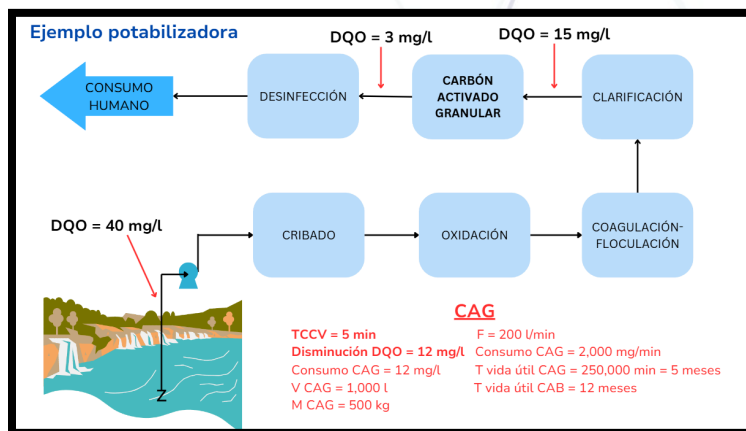 Ejemplo potabilizadora
DQO = 3 mg/l
DQO = 15 mg/l
CONSUMO
HUMANO
DESINFECCIÓN
CARBÓN
ACTIVADO
GRANULAR
CLARIFICACIÓN
DQO = 40 mg/l
CRIBADO
OXIDACIÓN
COAGULACIÓN-
FLOCULACIÓN
Z
CAG
TCCV = 5 min
Disminución DQO = 12 mg/l
Consumo CAG = 12 mg/l
V CAG = 1,000 l
M CAG = 500 kg
F = 200 l/min
Consumo CAG = 2,000 mg/min
T vida útil CAG = 250,000 min = 5 meses
T vida útil CAB = 12 meses